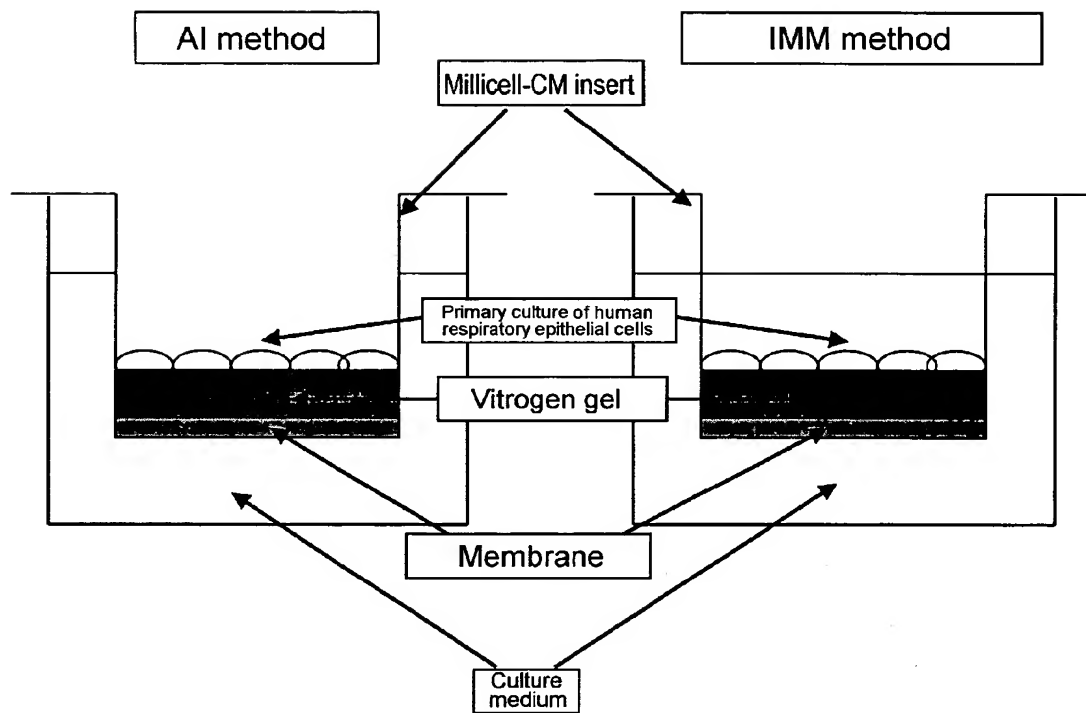 AI method
IMM method
Millicell-CM insert
Primary culture of human
respiratory epithelial cells
Vitrogen gel
Membrane
Culture
medium